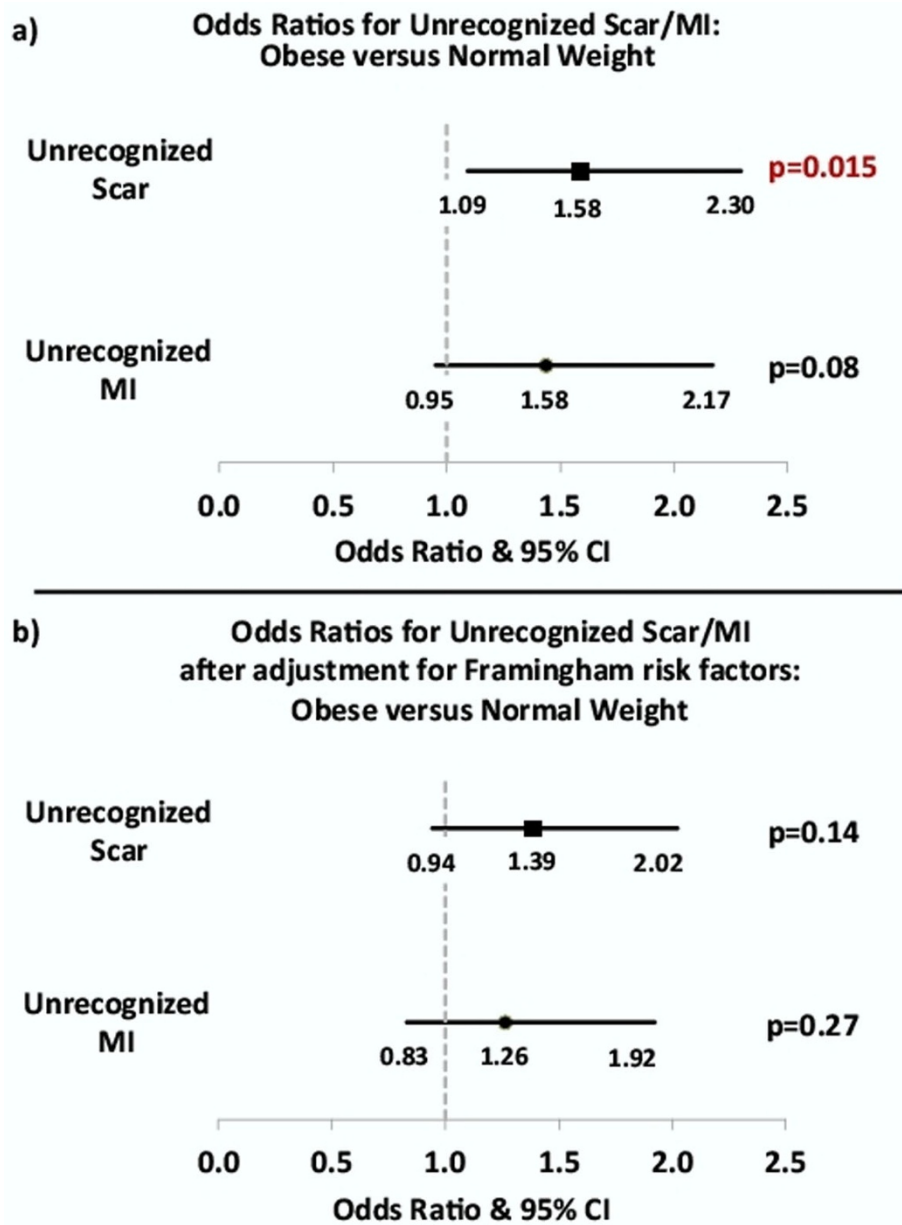 a)
Odds Ratios for Unrecognized Scar/MI:
Obese versus Normal Weight
Unrecognized
Scar
p=0.015
1.09 1.58 2.30
Unrecognized
MI
p=0.08
0.95 1.58 2.17
0.0 0.5 1.0 1.5 2.0 2.5
Odds Ratio & 95% CI
b)
Odds Ratios for Unrecognized Scar/MI
after adjustment for Framingham risk factors:
Obese versus Normal Weight
Unrecognized
Scar
p=0.14
0.94 1.39 2.02
Unrecognized
MI
p=0.27
0.83 1.26 1.92
0.0 0.5 1.0 1.5 2.0 2.5
Odds Ratio & 95% CI